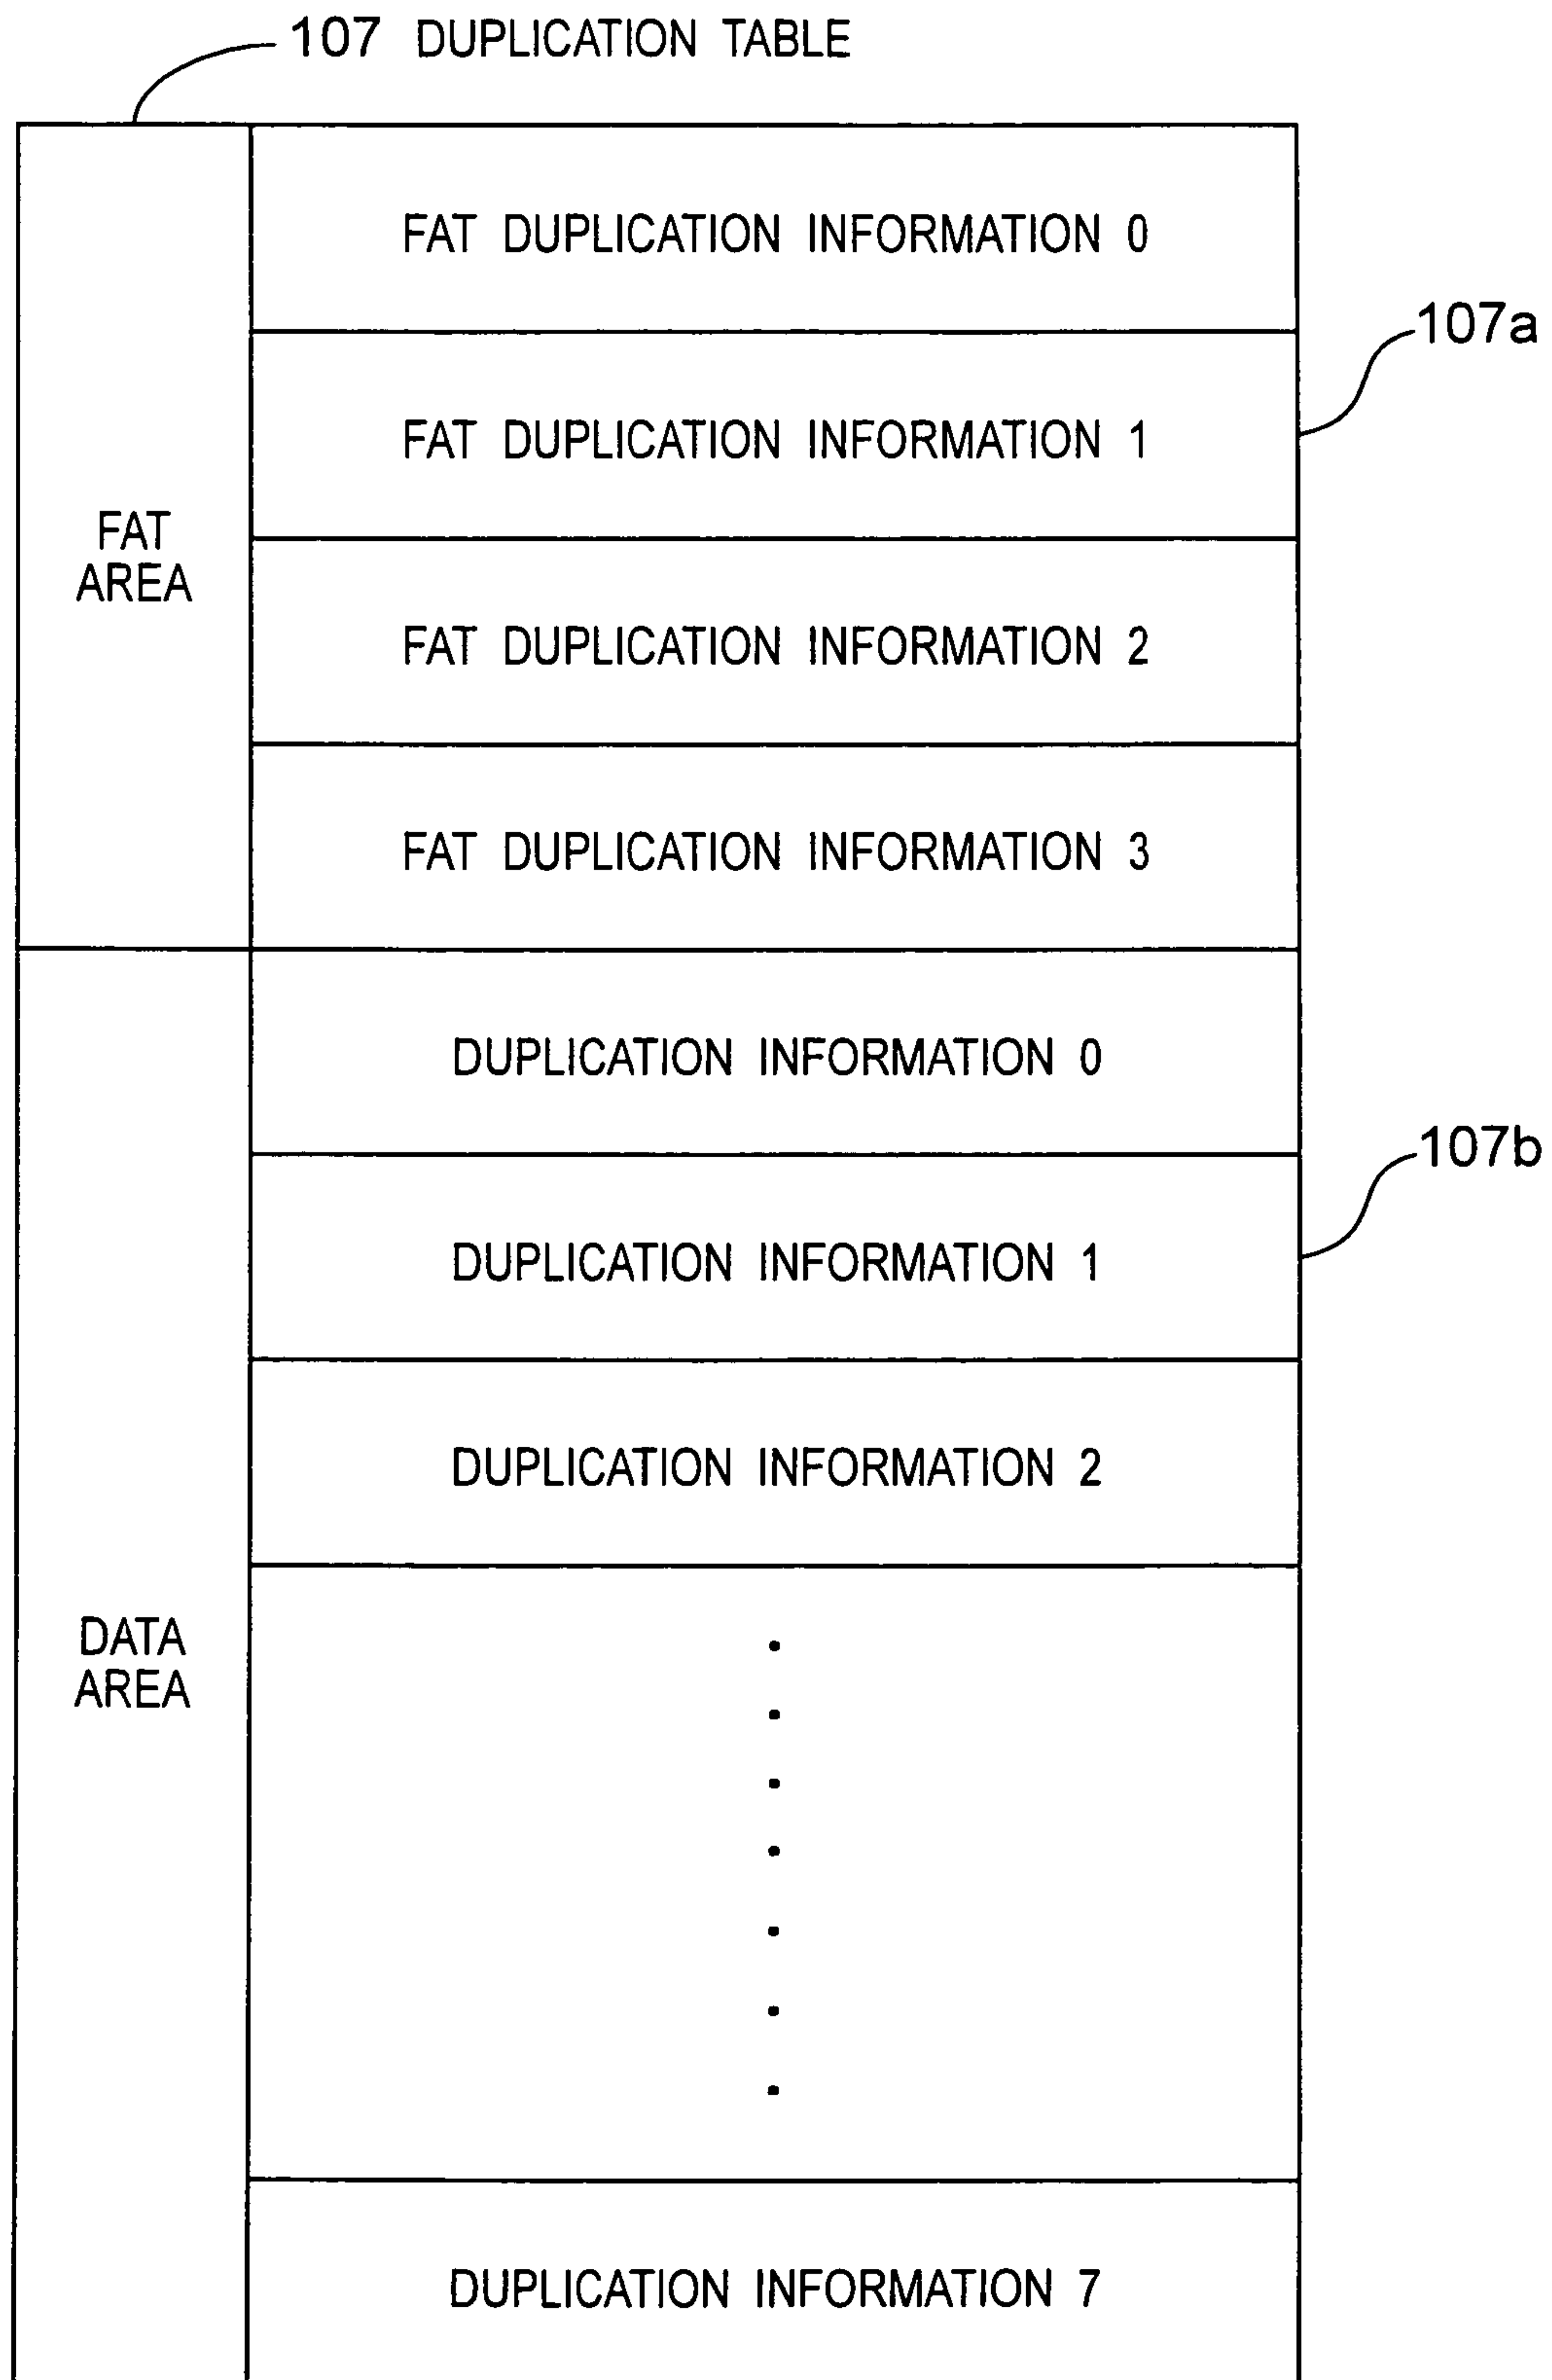 107 DUPLICATION TABLE
FAT DUPLICATION INFORMATION 0
107a
FAT DUPLICATION INFORMATION 1
FAT
AREA
FAT DUPLICATION INFORMATION 2
FAT DUPLICATION INFORMATION 3
DUPLICATION INFORMATION 0
107b
DUPLICATION INFORMATION 1
DUPLICATION INFORMATION 2
DATA
AREA
DUPLICATION INFORMATION 7